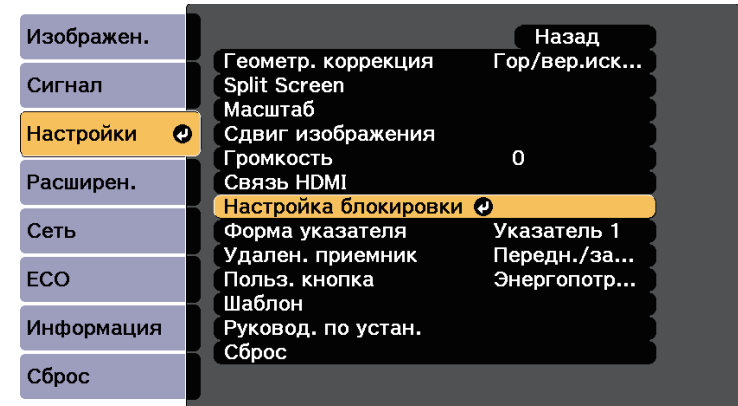 Изображен.
Сигнал
Настройки
Расширен.
Сеть
ECO
Информация
Сброс
Назад
Геометр. коррекция Гор/вер.иск...
Split Screen
Масштаб
Сдвиг изображения
Громкость 0
Связь HDMI
Настройка блокировки
Форма указателя Указатель 1
Удален. приемник Передн./за...
Польз. кнопка Энергопотр...
Шаблон
Руковод. по устан.
Сброс